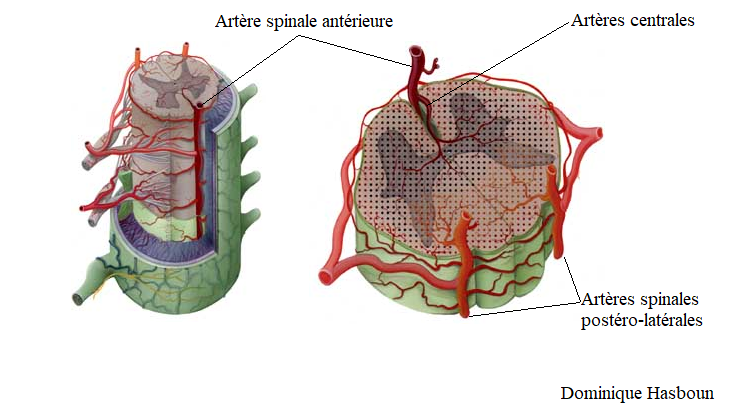 Artère spinale antérieure
Artères centrales
Artères spinales
postéro-latérales
Dominique Hasboun